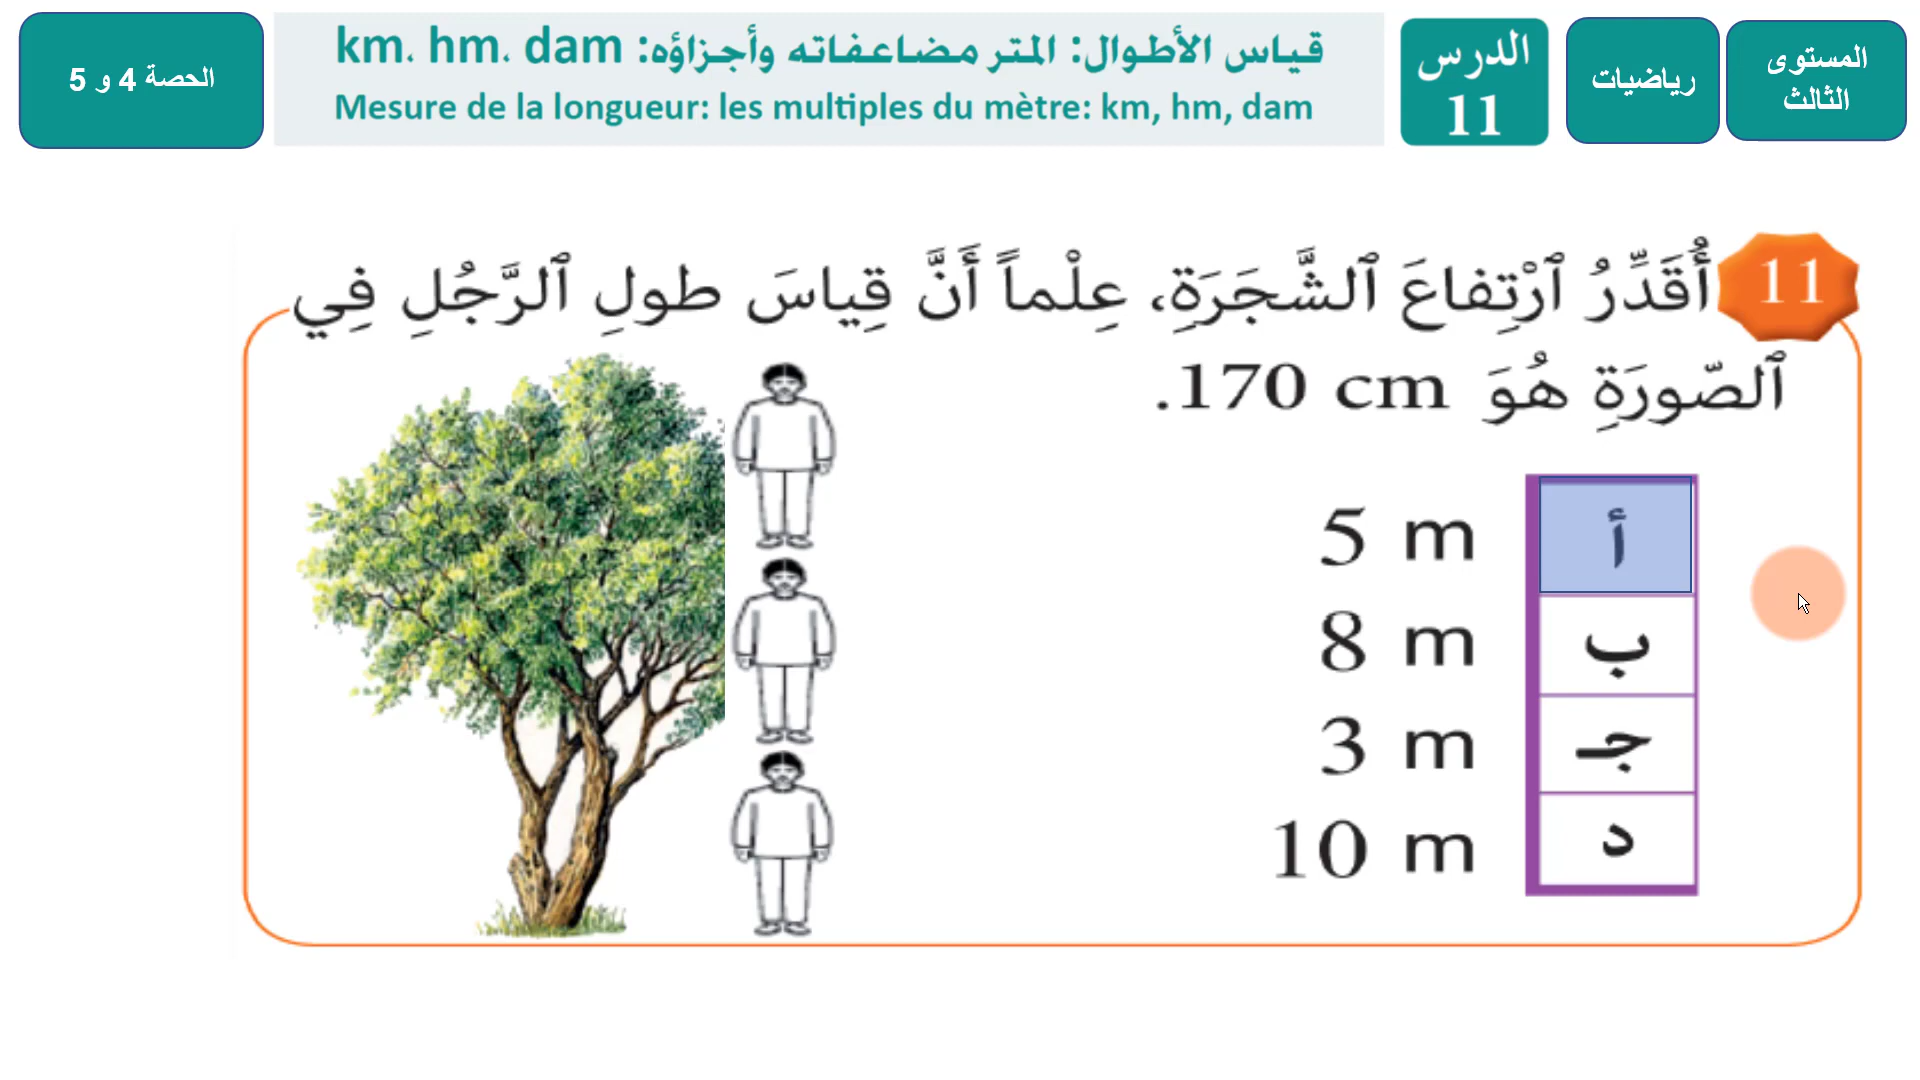 المستوى
الثالث
رياضيات
الدرس
11
قياس الأطوال: المتر مضاعفاته وأجزاؤه: km، hm، dam
Mesure de la longueur: les multiples du mètre: km, hm, dam
الحصة 4 و 5
11 أُقَدِّرُ ٱرْتِفاعَ ٱلشَّجَرَةِ، عِلْماً أَنَّ قِياسَ طولِ ٱلرَّجُلِ فِي
ٱلصّورَةِ هُوَ 170 cm.
أ 5 m
ب 8 m
جـ 3 m
د 10 m